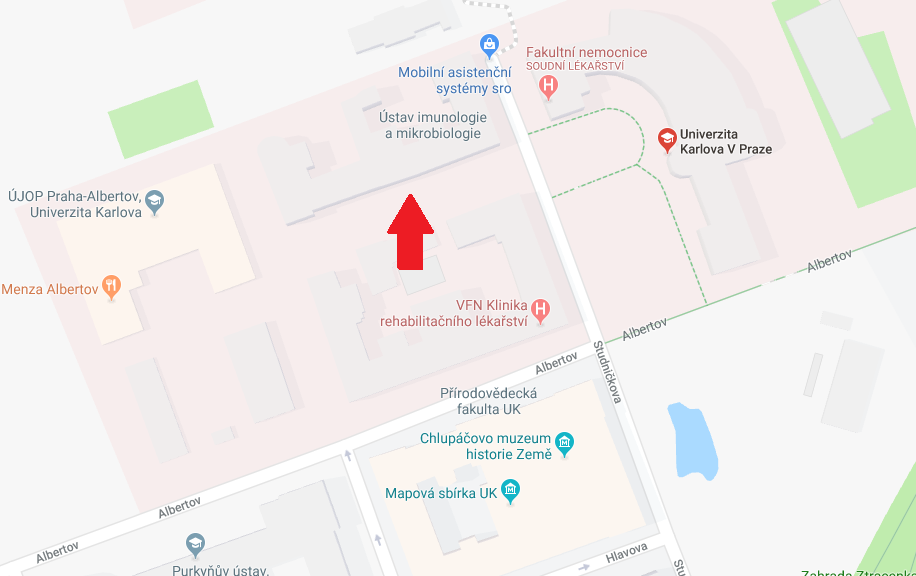 Fakultní nemocnice
SOUDNÍ LÉKAŘSTVÍ
Mobilní asistenční
systémy sro
Ústav imunologie
a mikrobiologie
Univerzita
Karlova V Praze
ÚJOP Praha-Albertov,
Univerzita Karlova
Menza Albertov
Albertov
VFN Klinika
rehabilitačního lékařství
Albertov
Albertov
Studničkova
Přírodovědecká
fakulta UK
Chlupáčovo muzeum
historie Země
Mapová sbírka UK
Albertov
Albertov
Hlavova
Purkyňův ústav,